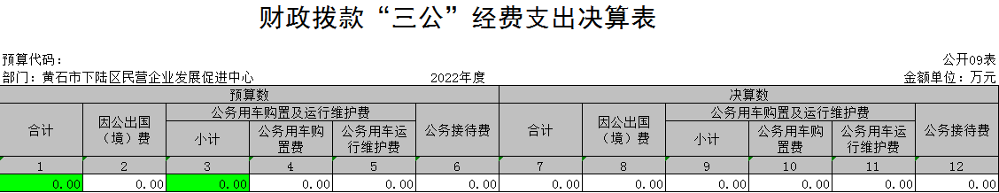 财政拨款“三公”经费支出决算表
预算代码： 公开09表
部门：黄石市下陆区民营企业发展促进中心 2022年度 金额单位：万元
预算数 决算数
合计 因公出国（境）费 公务用车购置及运行维护费 公务接待费 合计 因公出国（境）费 公务用车购置及运行维护费 公务接待费
小计 公务用车购置费 公务用车运行维护费 小计 公务用车购置费 公务用车运行维护费
1 2 3 4 5 6 7 8 9 10 11 12
0.00 0.00 0.00 0.00 0.00 0.00 0.00 0.00 0.00 0.00 0.00 0.00